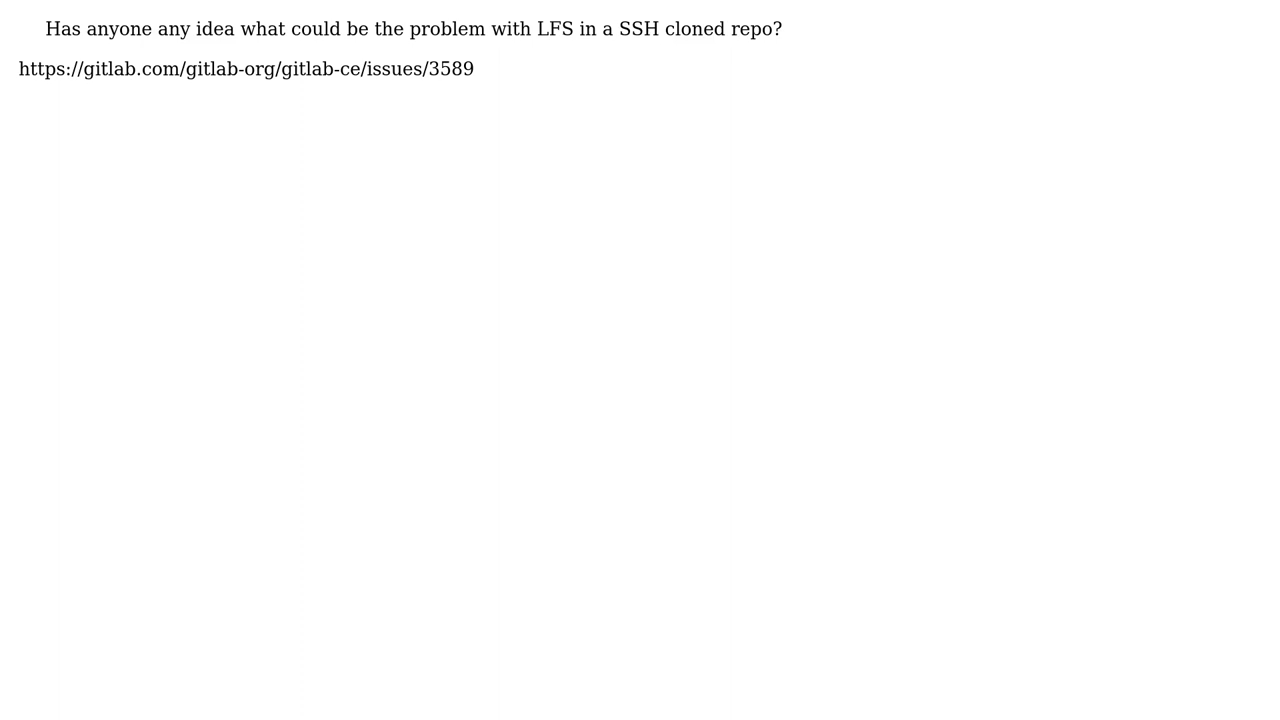 Has anyone any idea what could be the problem with LFS in a SSH cloned repo?
https://gitlab.com/gitlab-org/gitlab-ce/issues/3589